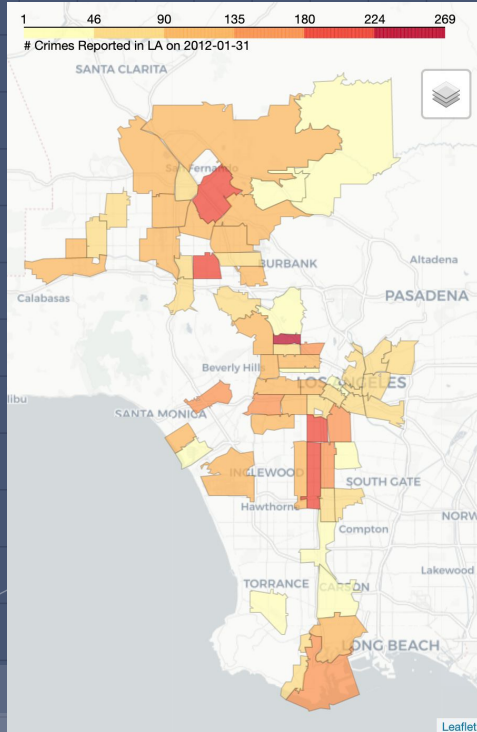 1 46 90 135 180 224 269
# Crimes Reported in LA on 2012-01-31
SANTA CLARITA
San Fernando
BURBANK
Altadena
Calabasas
PASADENA
Beverly Hills
LOS ANGELES
libu
SANTA MONICA
INGLEWOOD
SOUTH GATE
Hawthorne
NORW
Compton
Lakewood
TORRANCE
CARSON
LONG BEACH
Leaflet